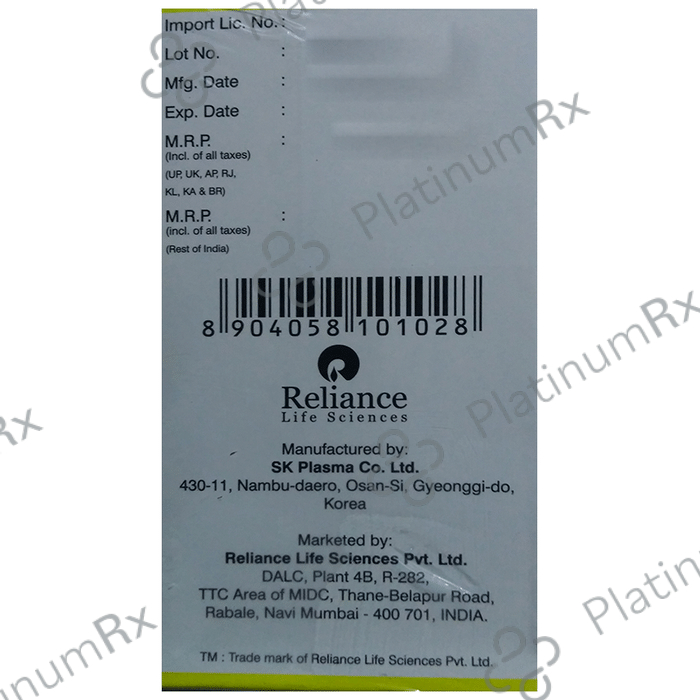 Import Lic. No. :
Lot No. :
Mfg. Date :
Exp. Date :
M.R.P. :
(Incl. of all taxes)
(UP, UK, AP, RJ,
KL, KA & BR)
M.R.P. :
(incl. of all taxes)
(Rest of India)
8 904058 101028
Reliance
Life Sciences
Manufactured by:
SK Plasma Co. Ltd.
430-11, Nambu-daero, Osan-Si, Gyeonggi-do,
Korea
Marketed by:
Reliance Life Sciences Pvt. Ltd.
DALC, Plant 4B, R-282,
TTC Area of MIDC, Thane-Belapur Road,
Rabale, Navi Mumbai - 400 701, INDIA.
TM : Trade mark of Reliance Life Sciences Pvt. Ltd.
PlatinumRx
PlatinumRx
PlatinumRx
PlatinumRx
PlatinumRx
Rx
inumRx